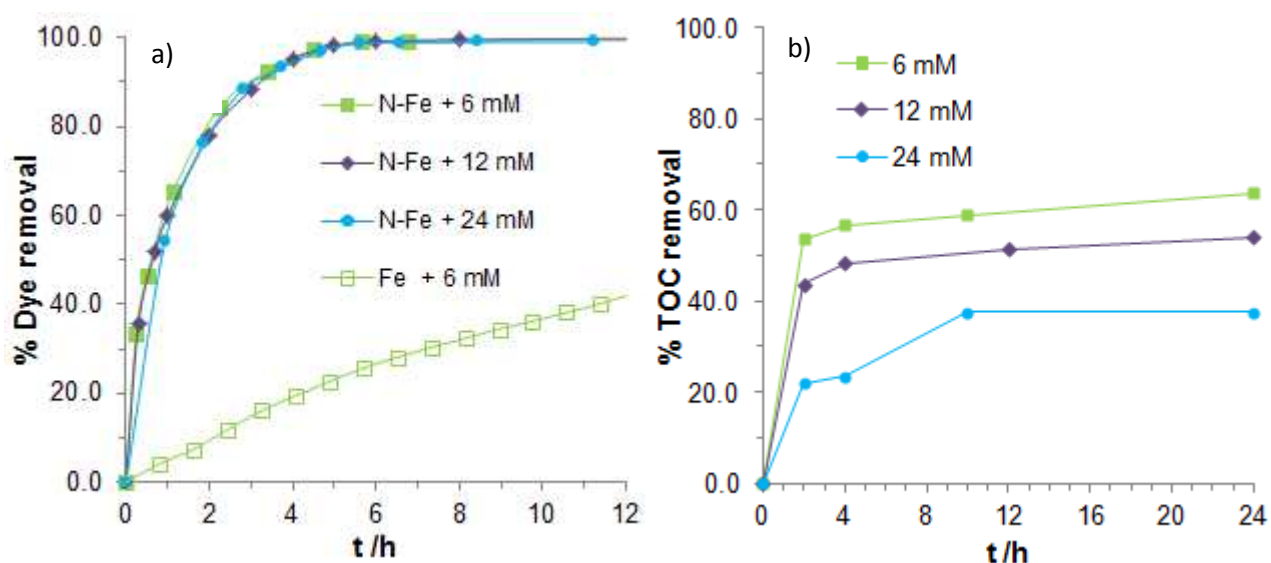 a)
% Dye removal
100.0
80.0
60.0
40.0
20.0
0.0
N-Fe + 6 mM
N-Fe + 12 mM
N-Fe + 24 mM
Fe + 6 mM
0 2 4 6 8 10 12
t /h
b)
% TOC removal
100.0
80.0
60.0
40.0
20.0
0.0
6 mM
12 mM
24 mM
0 4 8 12 16 20 24
t /h